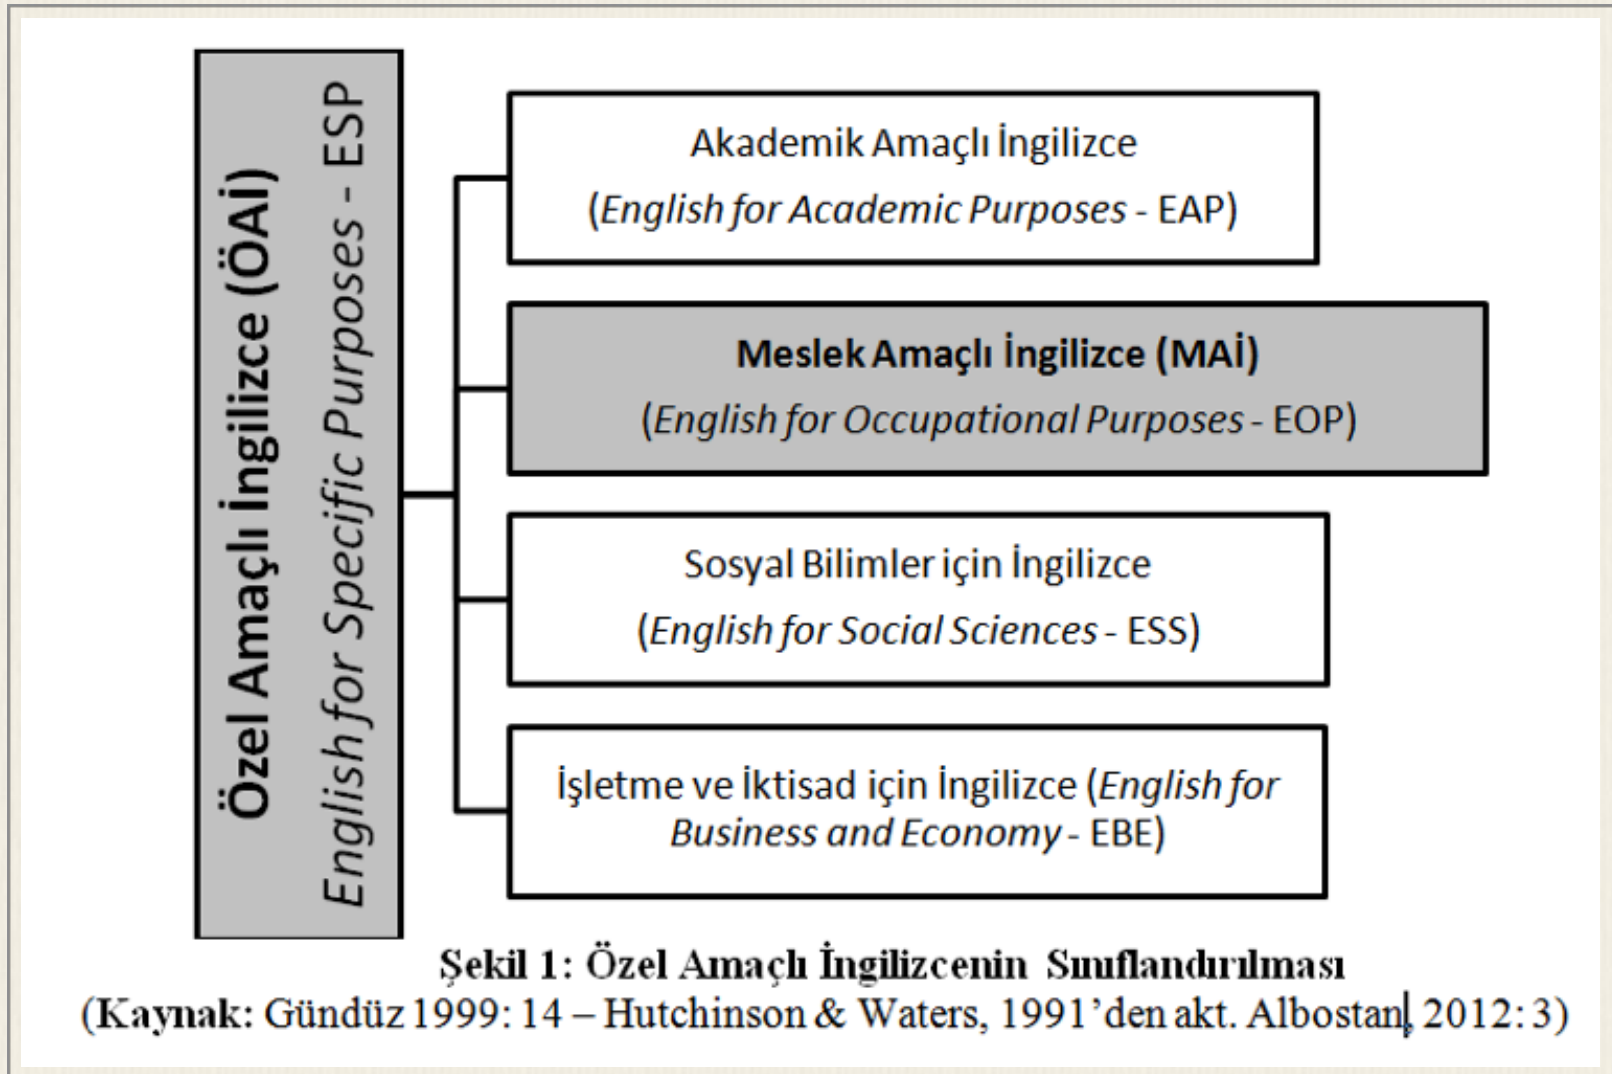 Özel Amaçlı İngilizce (ÖAİ)
English for Specific Purposes - ESP
Akademik Amaçlı İngilizce
(English for Academic Purposes - EAP)
Meslek Amaçlı İngilizce (MAİ)
(English for Occupational Purposes - EOP)
Sosyal Bilimler için İngilizce
(English for Social Sciences - ESS)
İşletme ve İktisad için İngilizce (English for
Business and Economy - EBE)
Şekil 1: Özel Amaçlı İngilizcenin Sınıflandırılması
(Kaynak: Gündüz 1999: 14 – Hutchinson & Waters, 1991’den akt. Albostan, 2012: 3)